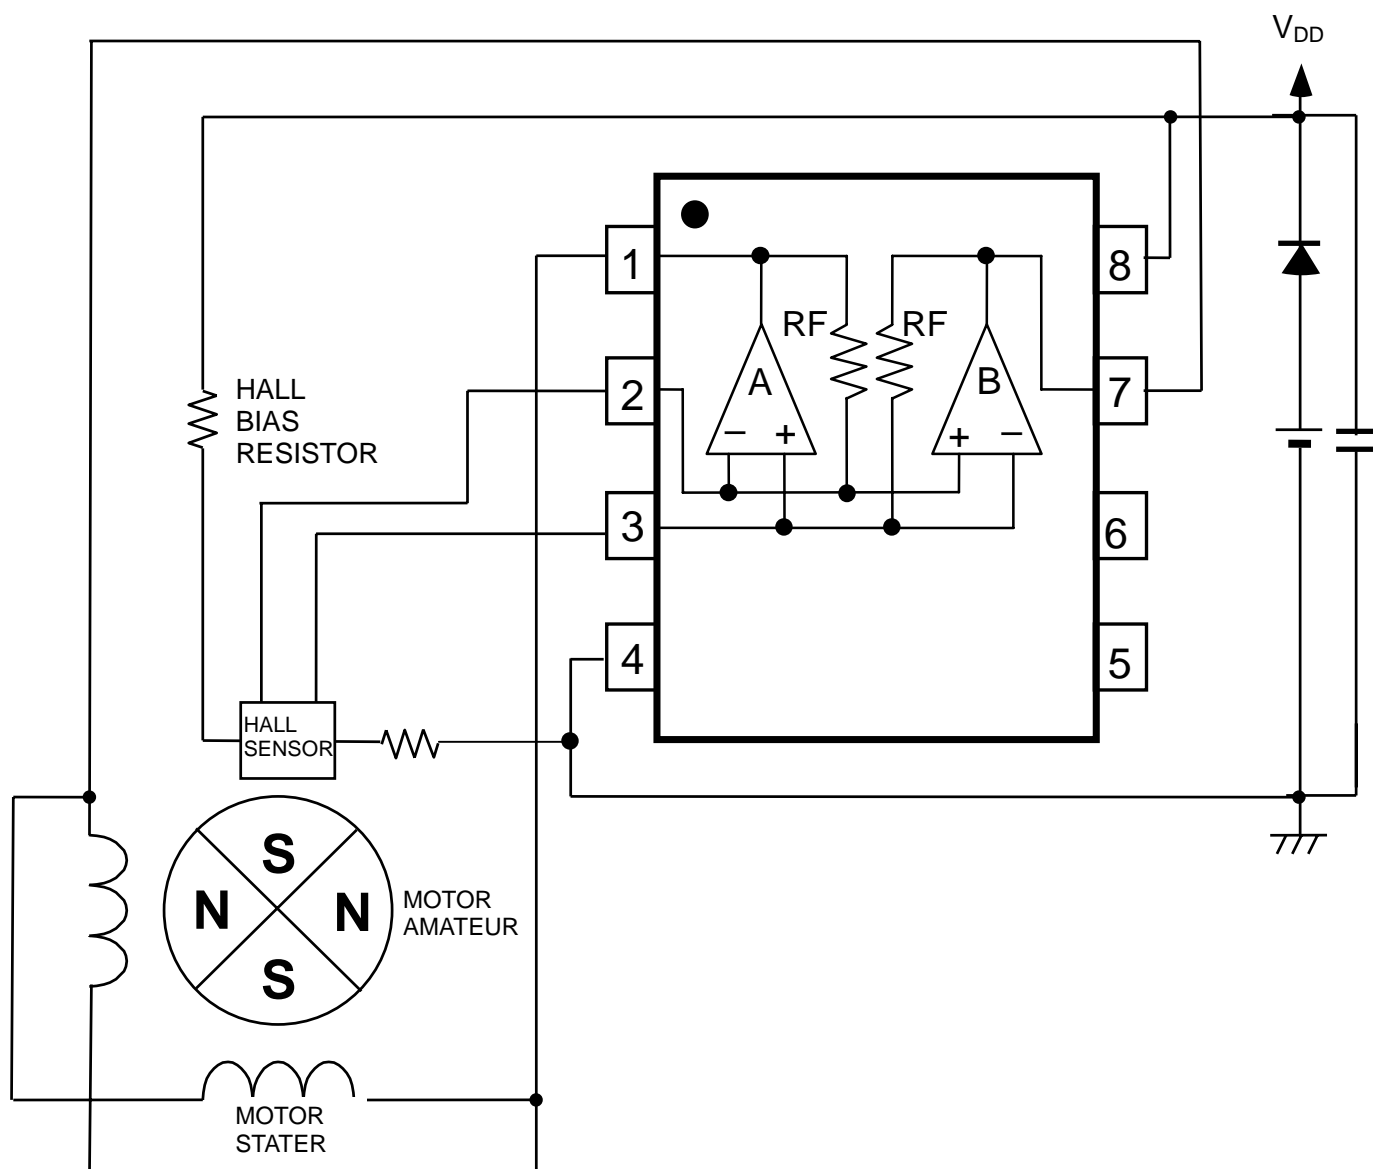 VDD
1
8
RF
RF
A
B
HALL
BIAS
RESISTOR
2
7
− +
+ −
3
6
4
5
HALL
SENSOR
S
N
N
S
MOTOR
AMATEUR
MOTOR
STATER